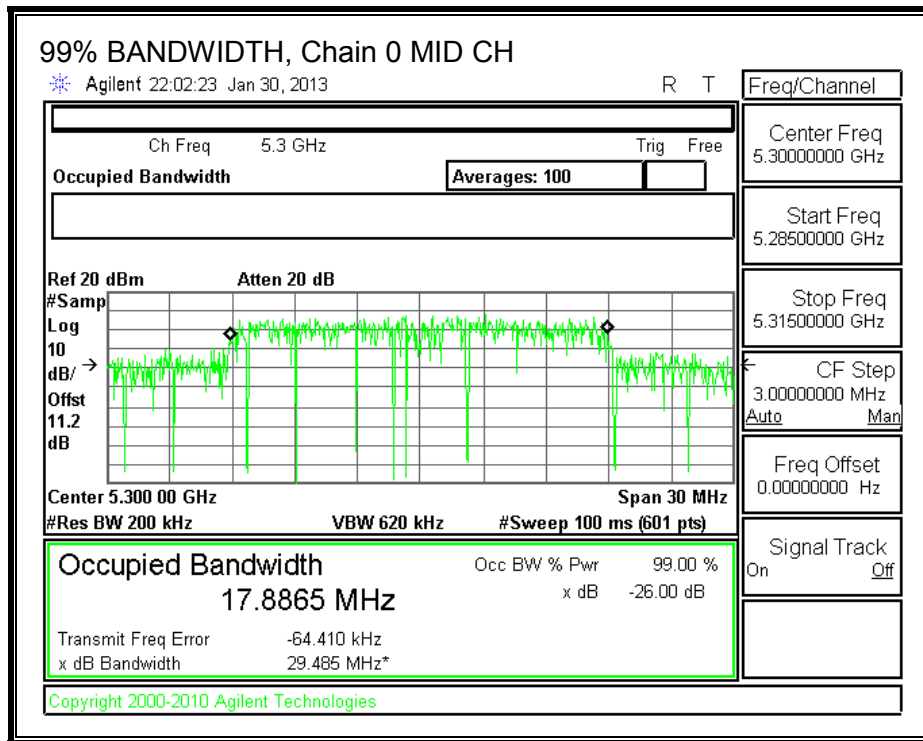 99% BANDWIDTH, Chain 0 MID CH
Agilent 22:02:23 Jan 30, 2013
R T
Ch Freq 5.3 GHz
Trig Free
Occupied Bandwidth
Averages: 100
Ref 20 dBm
Atten 20 dB
#Samp
Log
10
dB/
Offst
11.2
dB
Center 5.300 00 GHz
Span 30 MHz
#Res BW 200 kHz
VBW 620 kHz
#Sweep 100 ms (601 pts)
Occupied Bandwidth
17.8865 MHz
Occ BW % Pwr 99.00 %
x dB -26.00 dB
Transmit Freq Error -64.410 kHz
x dB Bandwidth 29.485 MHz*
Copyright 2000-2010 Agilent Technologies
Freq/Channel
Center Freq
5.30000000 GHz
Start Freq
5.28500000 GHz
Stop Freq
5.31500000 GHz
CF Step
3.00000000 MHz
Auto Man
Freq Offset
0.00000000 Hz
Signal Track
On Off